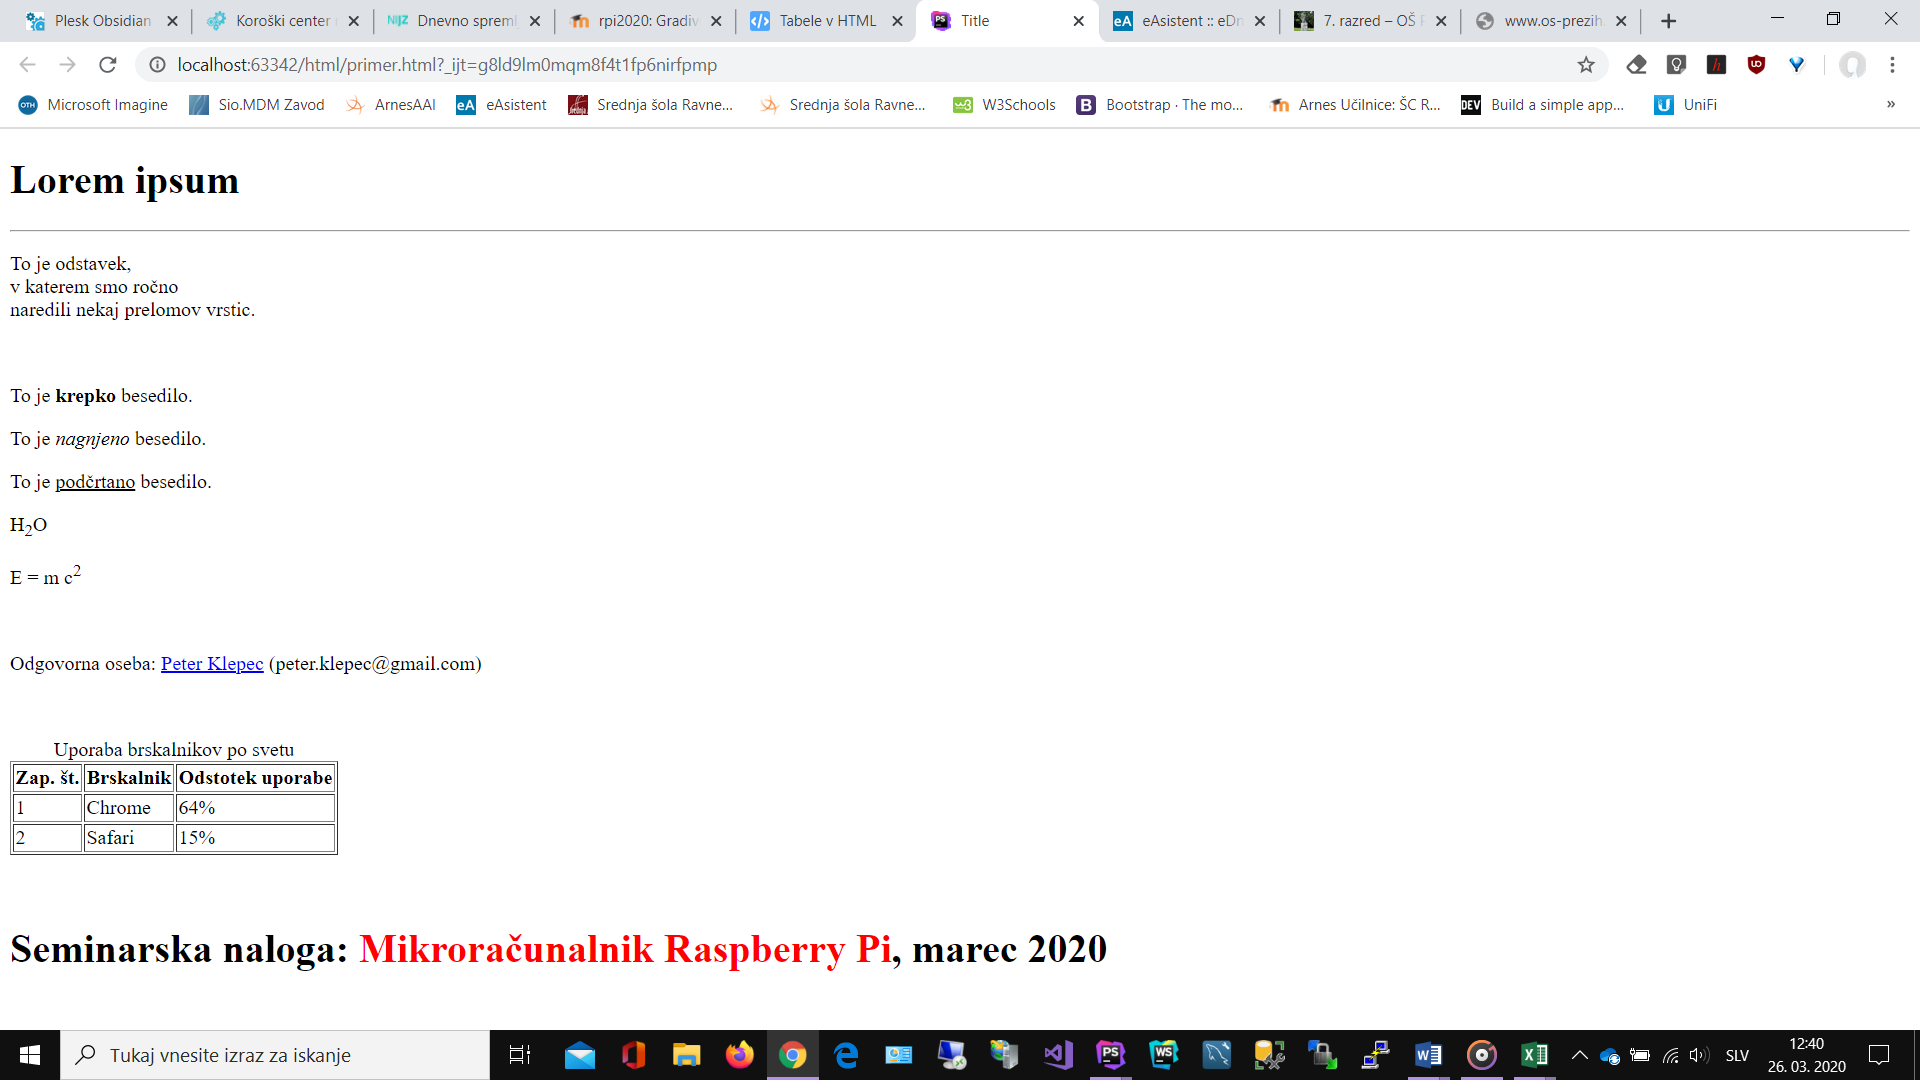 Plesk Obsidian
Koroški center
Dnevno sprem
rpi2020: Gradiv
Tabele v HTML
Title
eAsistent :: eDn
7. razred – OŠ
www.os-prezih
localhost:63342/html/primer.html?_ijt=g8ld9lm0mqm8f4t1fp6nirfpmp
Microsoft Imagine
Sio.MDM Zavod
ArnesAAI
eA eAsistent
Srednja šola Ravne...
Srednja šola Ravne...
W3Schools
B Bootstrap · The mo...
Arnes Učilnice: ŠC R...
DEV Build a simple app...
UniFi
»
Lorem ipsum
To je odstavek,
v katerem smo ročno
naredili nekaj prelomov vrstic.
To je krepko besedilo.
To je nagnjeno besedilo.
To je podčrtano besedilo.
H₂O
E = m c²
Odgovorna oseba: Peter Klepec (peter.klepec@gmail.com)
Uporaba brskalnikov po svetu
Zap. št. Brskalnik Odstotek uporabe
1 Chrome 64%
2 Safari 15%
Seminarska naloga: Mikroračunalnik Raspberry Pi, marec 2020
Tukaj vnesite izraz za iskanje
SLV
12:40
26. 03. 2020